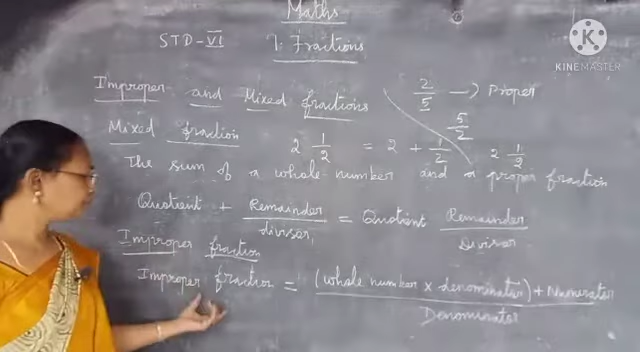 Maths
STD-VI 7. Fractions
KINEMASTER
Improper and Mixed fractions 2/5 -> Proper
5/2
Mixed fraction 2 1/2 = 2 + 1/2 2 1/2
The sum of a whole number and a proper fraction
Quotient + Remainder/divisor, = Quotient Remainder/Divisor
Improper fraction
Improper fraction = (whole number x denominator) + Numerator/Denominator